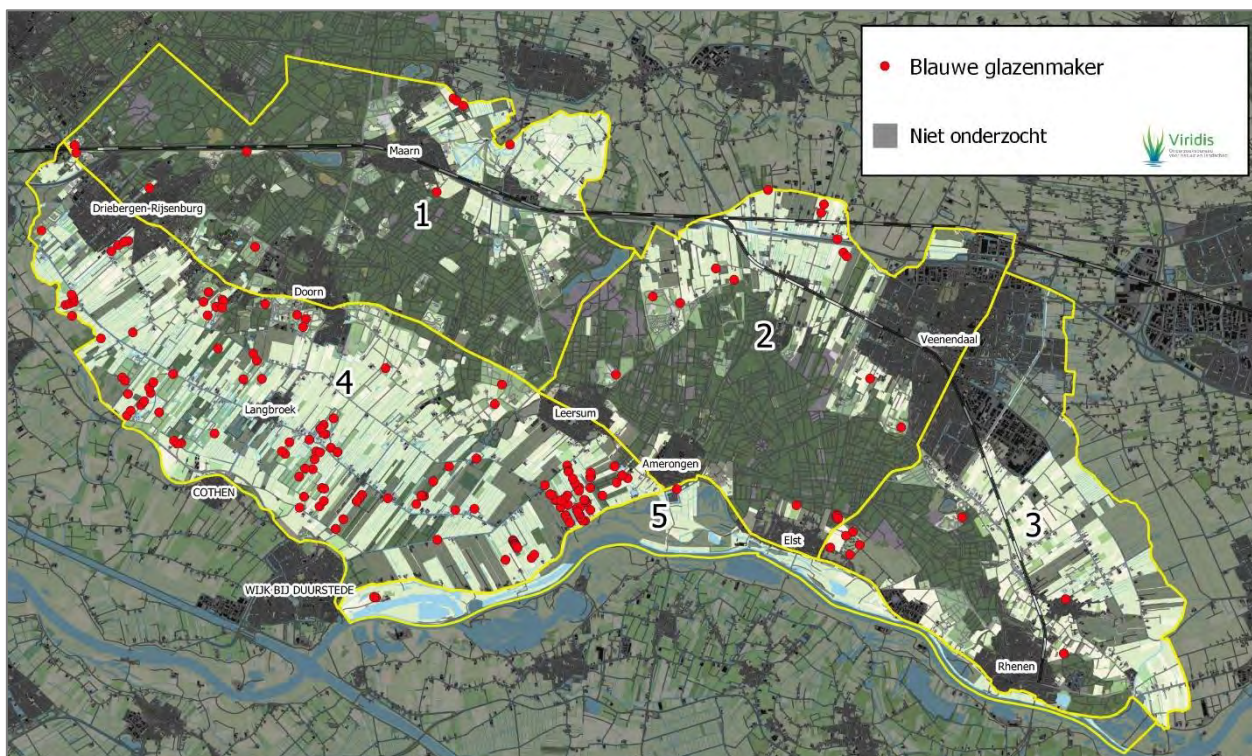 Blauwe glazenmaker
Niet onderzocht
Viridis
Maarn
1
Driebergen-Rijsenburg
Doorn
2
Veenendaal
4
Langbroek
Leersum
Amerongen
COTHEN
5
Elst
3
WIJK BIJ DUURSTEDE
Rhenen